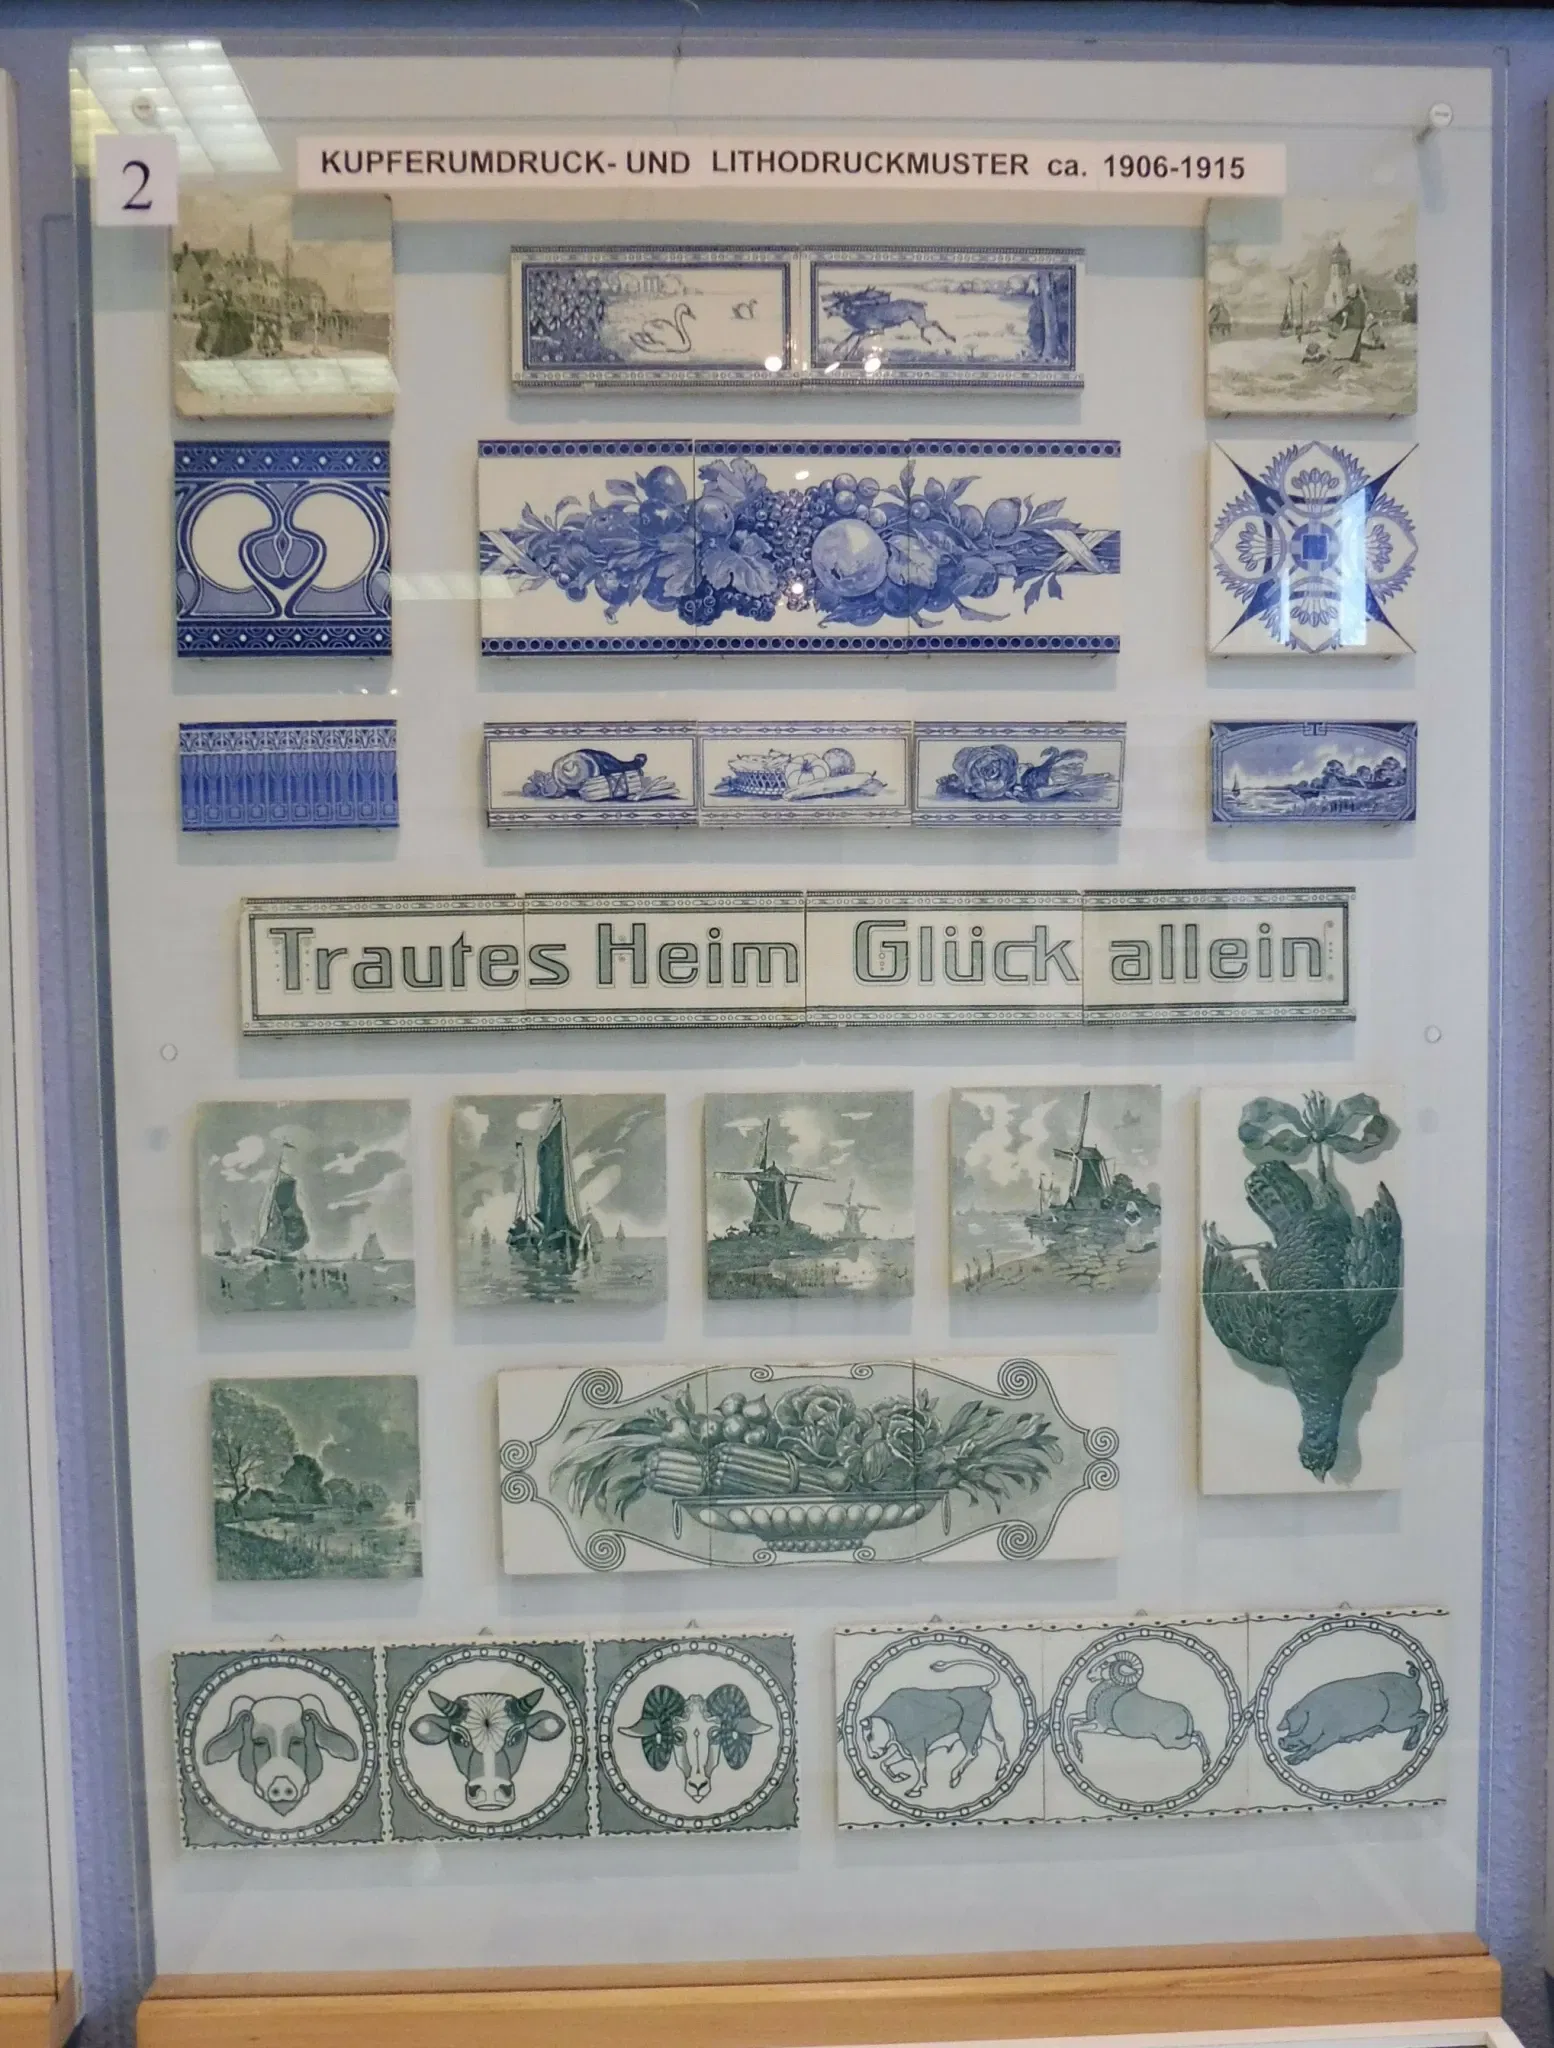 2
KUPFERUMDRUCK- UND LITHODRUCKMUSTER ca. 1906-1915
Trautes Heim Glück allein